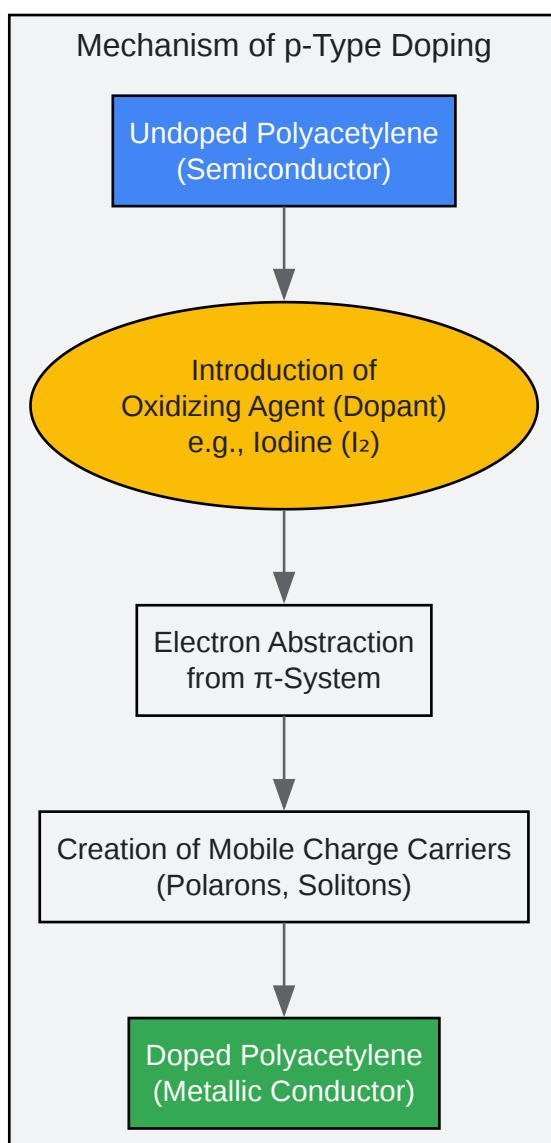 Mechanism of p-Type Doping
Undoped Polyacetylene
(Semiconductor)
Introduction of
Oxidizing Agent (Dopant)
e.g., Iodine (I₂)
Electron Abstraction
from π-System
Creation of Mobile Charge Carriers
(Polarons, Solitons)
Doped Polyacetylene
(Metallic Conductor)